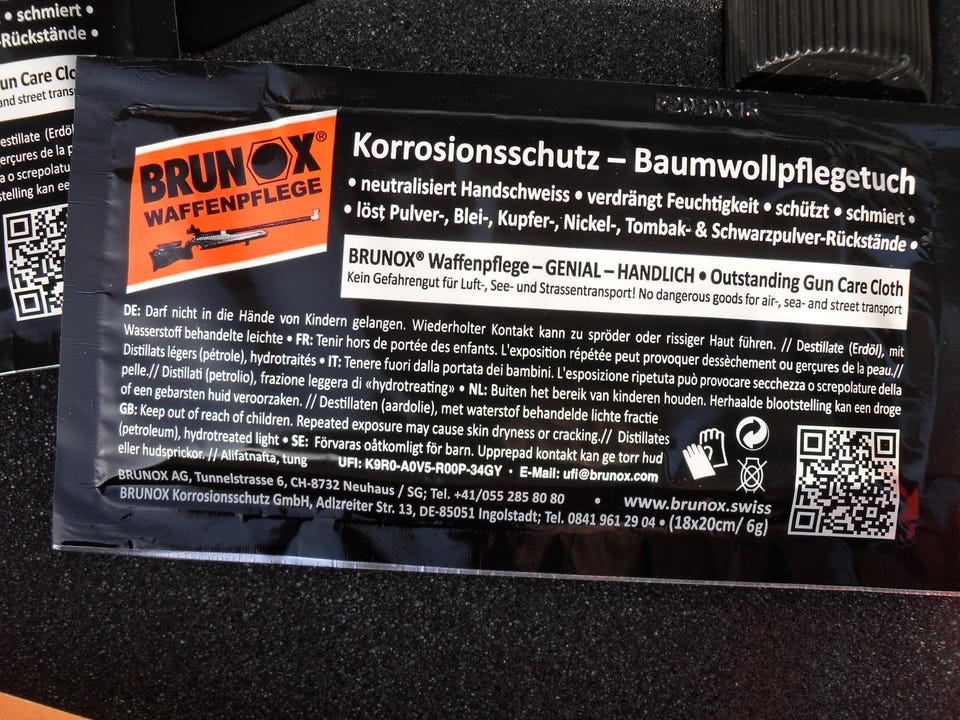 • schmiert •
-Rückstände •
un Care Clo
and street trans
estillate (Erdöl
erçures de la p
a o screpolatu
stelling kan ee
BRUNOX®
WAFFENPFLEGE
Korrosionsschutz – Baumwollpflegetuch
• neutralisiert Handschweiss • verdrängt Feuchtigkeit • schützt • schmiert •
• löst Pulver-, Blei-, Kupfer-, Nickel-, Tombak- & Schwarzpulver-Rückstände •
BRUNOX® Waffenpflege – GENIAL – HANDLICH • Outstanding Gun Care Cloth
Kein Gefahrengut für Luft-, See- und Strassentransport! No dangerous goods for air-, sea- and street transport
DE: Darf nicht in die Hände von Kindern gelangen. Wiederholter Kontakt kann zu spröder oder rissiger Haut führen. // Destillate (Erdöl), mit
Wasserstoff behandelte leichte • FR: Tenir hors de portée des enfants. L'exposition répétée peut provoquer dessèchement ou gerçures de la peau.//
Distillats légers (pétrole), hydrotraités • IT: Tenere fuori dalla portata dei bambini. L'esposizione ripetuta può provocare secchezza o screpolature della
pelle.// Distillati (petrolio), frazione leggera di «hydrotreating» • NL: Buiten het bereik van kinderen houden. Herhaalde blootstelling kan een droge
of een gebarsten huid veroorzaken. // Destillaten (aardolie), met waterstof behandelde lichte fractie
GB: Keep out of reach of children. Repeated exposure may cause skin dryness or cracking.// Distillates
(petroleum), hydrotreated light • SE: Förvaras oåtkomligt för barn. Upprepad kontakt kan ge torr hud
eller hudsprickor. // Alifatnafta, tung UFI: K9R0-A0V5-R00P-34GY • E-Mail: ufi@brunox.com
BRUNOX AG, Tunnelstrasse 6, CH-8732 Neuhaus / SG; Tel. +41/055 285 80 80 • www.brunox.swiss
BRUNOX Korrosionsschutz GmbH, Adlzreiter Str. 13, DE-85051 Ingolstadt; Tel. 0841 961 29 04 • (18x20cm/ 6g)